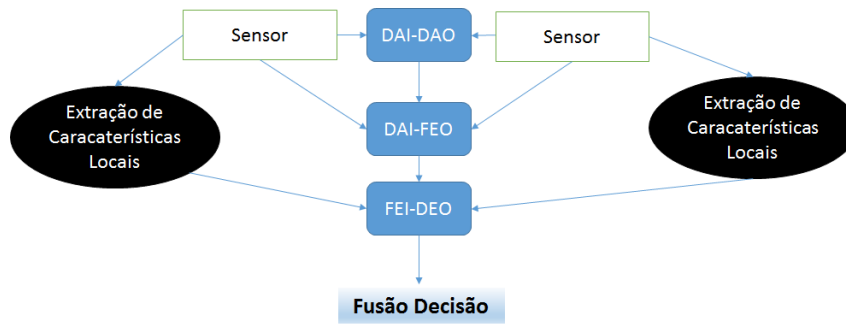 Sensor
DAI-DAO
Sensor
Extração de
Caracaterísticas
Locais
DAI-FEO
Extração de
Caracaterísticas
Locais
FEI-DEO
Fusão Decisão